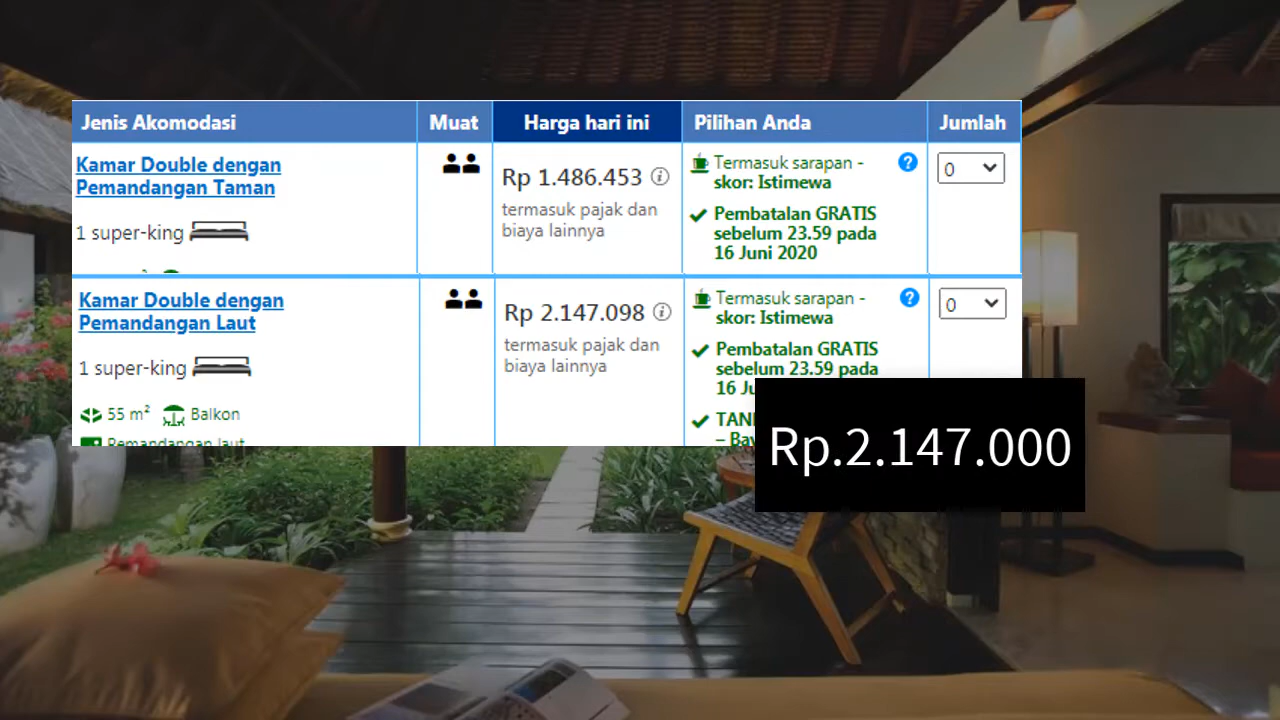 Jenis Akomodasi
Muat
Harga hari ini
Pilihan Anda
Jumlah
Kamar Double dengan
Pemandangan Taman
1 super-king
Rp 1.486.453
termasuk pajak dan
biaya lainnya
Termasuk sarapan -
skor: Istimewa
Pembatalan GRATIS
sebelum 23.59 pada
16 Juni 2020
0
Kamar Double dengan
Pemandangan Laut
1 super-king
55 m²
Balkon
Pemandangan laut
Rp 2.147.098
termasuk pajak dan
biaya lainnya
Termasuk sarapan -
skor: Istimewa
Pembatalan GRATIS
sebelum 23.59 pada
16
0
Rp.2.147.000